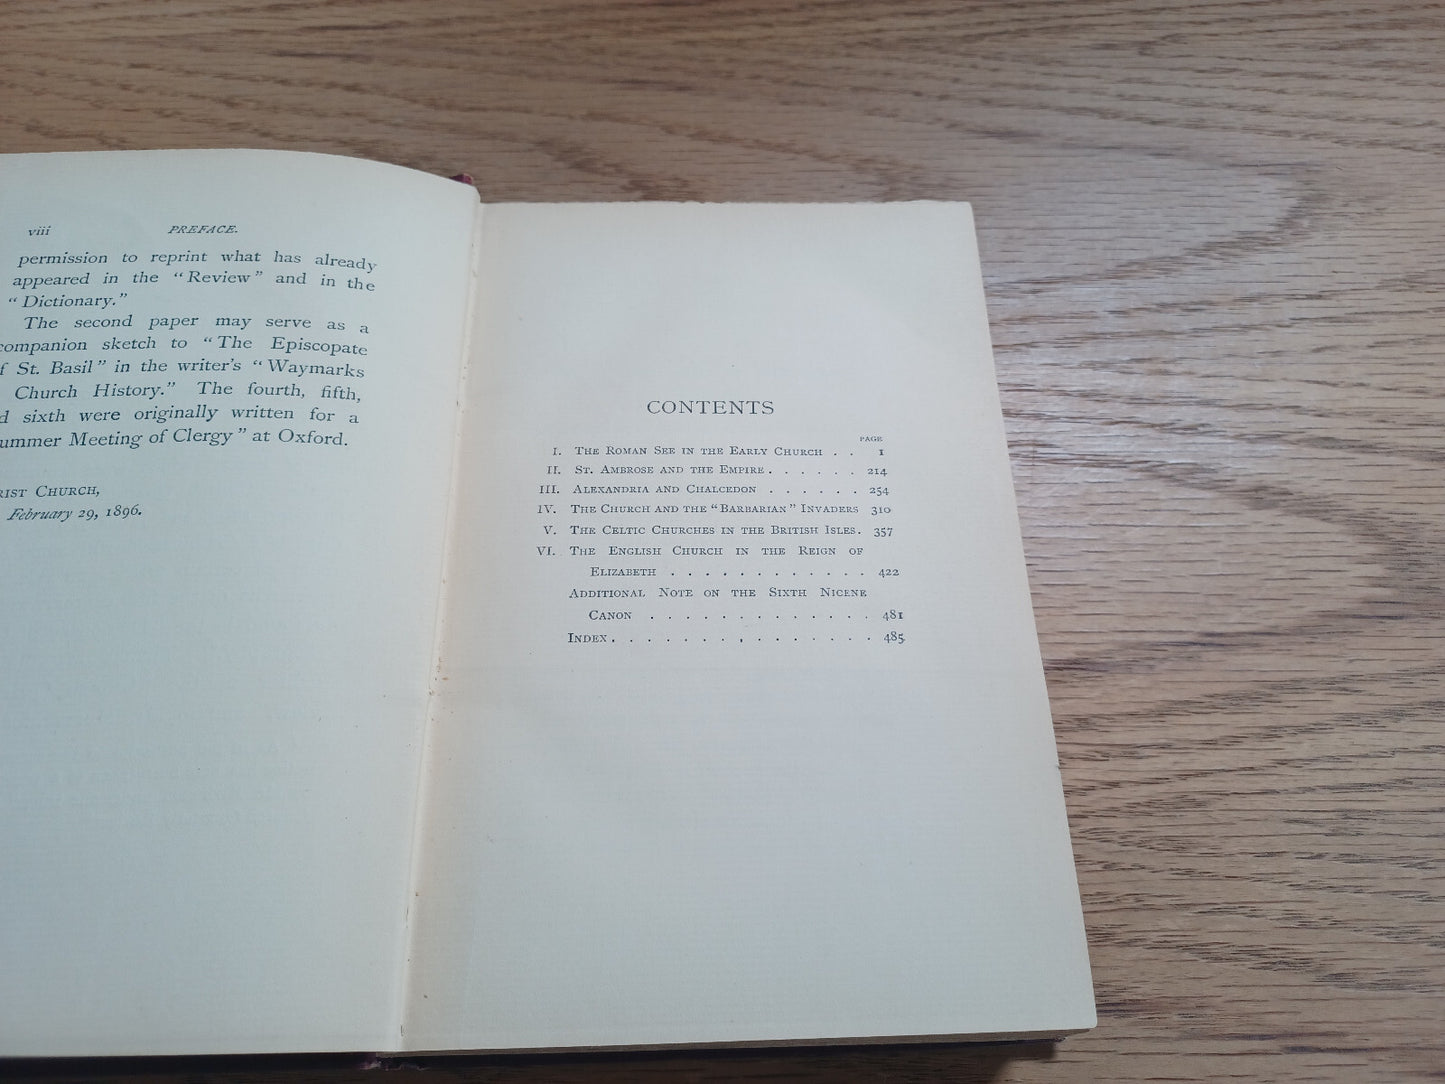 viii PREFACE.
permission to reprint what has already
appeared in the “Review” and in the
“Dictionary.”
The second paper may serve as a
companion sketch to “The Episcopate
St. Basil” in the writer’s “Waymarks
Church History.” The fourth, fifth,
sixth were originally written for a
Meeting of Clergy” at Oxford.
CHURCH,
February 29, 1896.
CONTENTS
PAGE
I. THE ROMAN SEE IN THE EARLY CHURCH . . 1
II. ST. AMBROSE AND THE EMPIRE . . . . . . 214
III. ALEXANDRIA AND CHALCEDON . . . . . . 254
IV. THE CHURCH AND THE “BARBARIAN” INVADERS 310
V. THE CELTIC CHURCHES IN THE BRITISH ISLES . 357
VI. THE ENGLISH CHURCH IN THE REIGN OF
ELIZABETH . . . . . . . . . . . . 422
ADDITIONAL NOTE ON THE SIXTH NICENE
CANON . . . . . . . . . . . . . 481
INDEX . . . . . . . . . . . . . . . 485